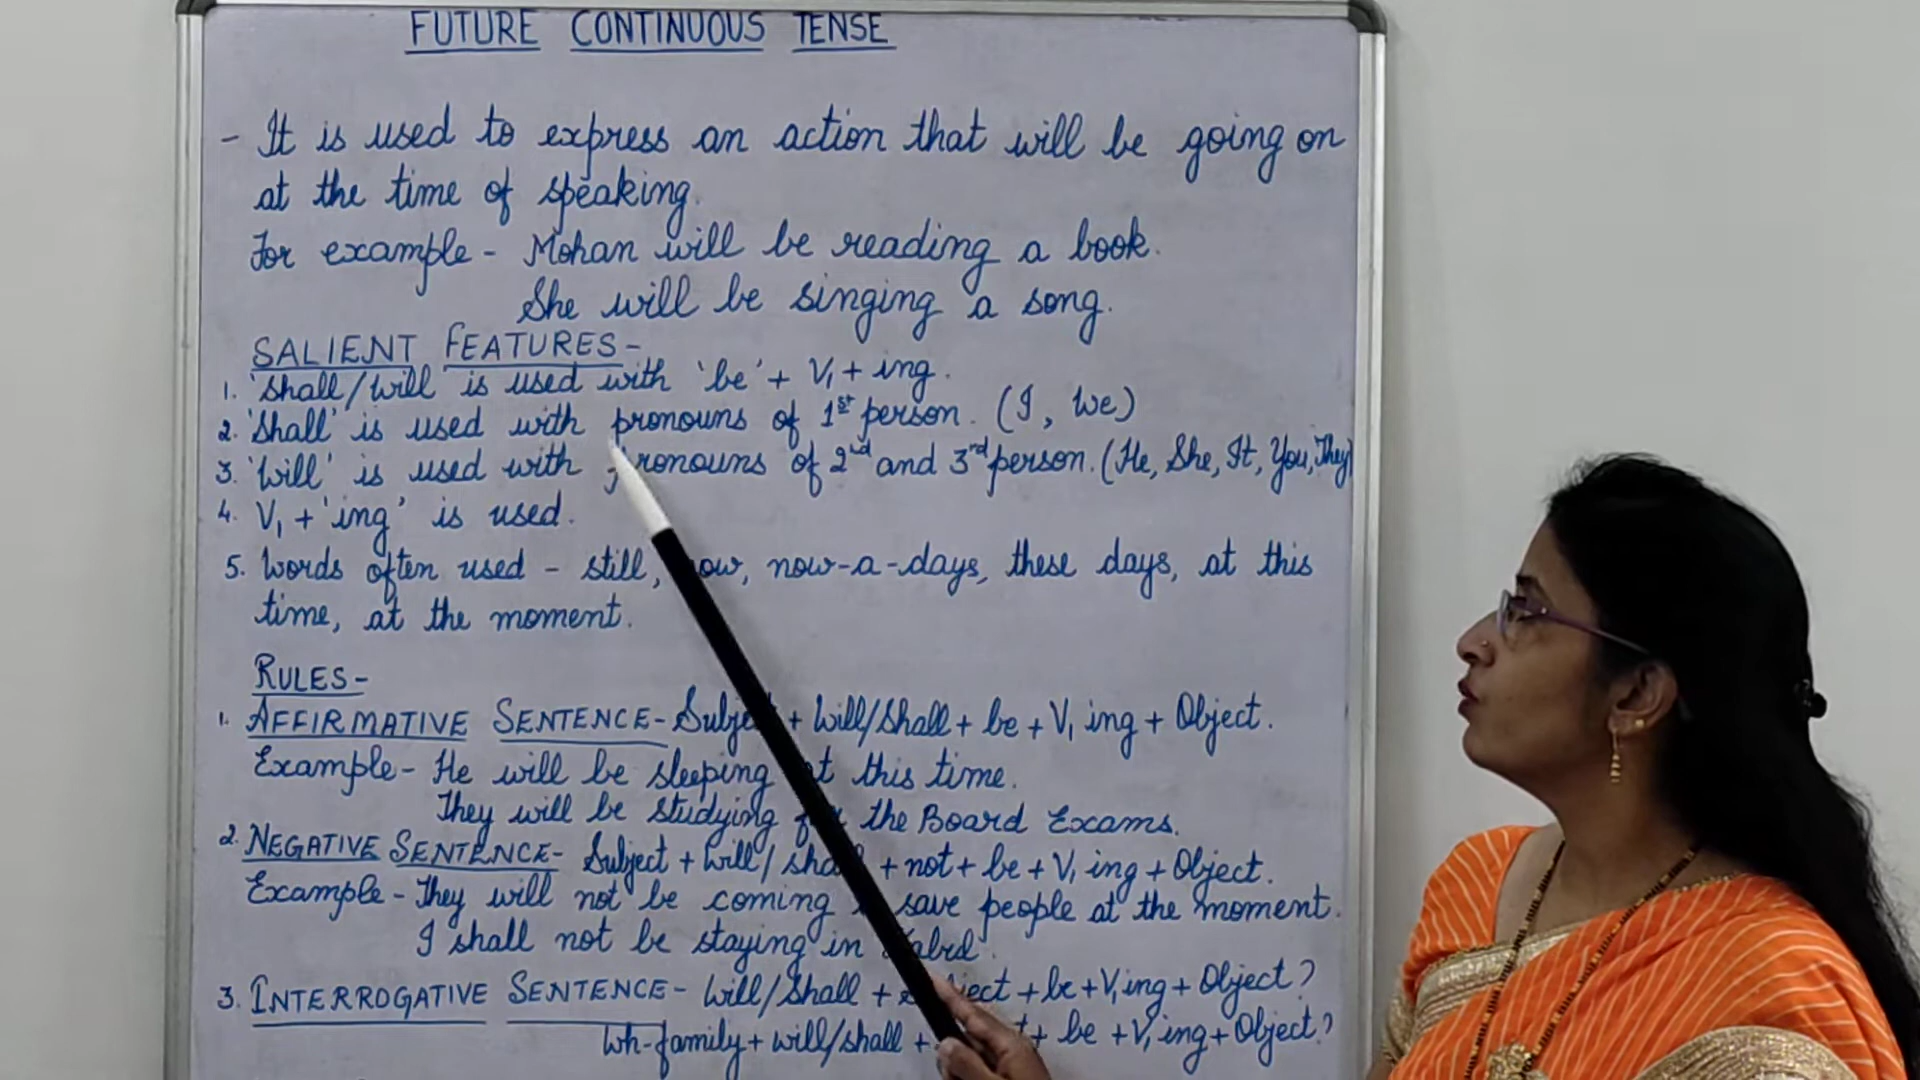 FUTURE CONTINUOUS TENSE
- It is used to express an action that will be going on
at the time of speaking.
For example - Mohan will be reading a book.
She will be singing a song.
SALIENT FEATURES -
1. 'Shall/Will' is used with 'be' + V1 + ing.
2. 'Shall' is used with pronouns of 1st person. (I, We)
3. 'Will' is used with pronouns of 2nd and 3rd person. (He, She, It, You, They)
4. V1 + 'ing' is used.
5. Words often used - still, now, now-a-days, these days, at this
time, at the moment.
RULES -
1. AFFIRMATIVE SENTENCE - Subject + Will/Shall + be + V1 ing + Object.
Example - He will be sleeping at this time.
They will be studying for the Board Exams.
2. NEGATIVE SENTENCE - Subject + Will/shall + not + be + V1 ing + Object.
Example - They will not be coming save people at the moment.
I shall not be staying in
3. INTERROGATIVE SENTENCE - Will/Shall + Subject + be + V1 ing + Object?
Wh-family + will/shall + + be + V1 ing + Object?